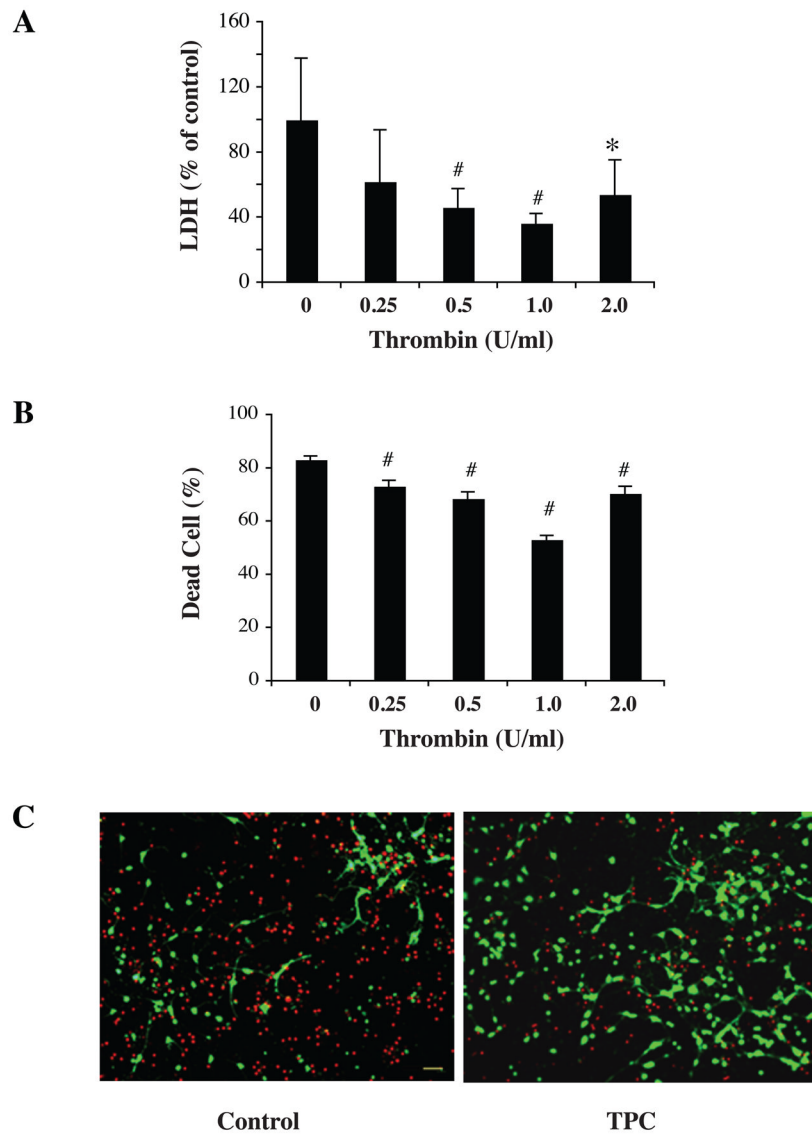 A
160
120
80
40
0
LDH (% of control)
#
#
*
0 0.25 0.5 1.0 2.0
Thrombin (U/ml)
B
100
80
60
40
20
0
Dead Cell (%)
#
#
#
#
0 0.25 0.5 1.0 2.0
Thrombin (U/ml)
C
Control TPC